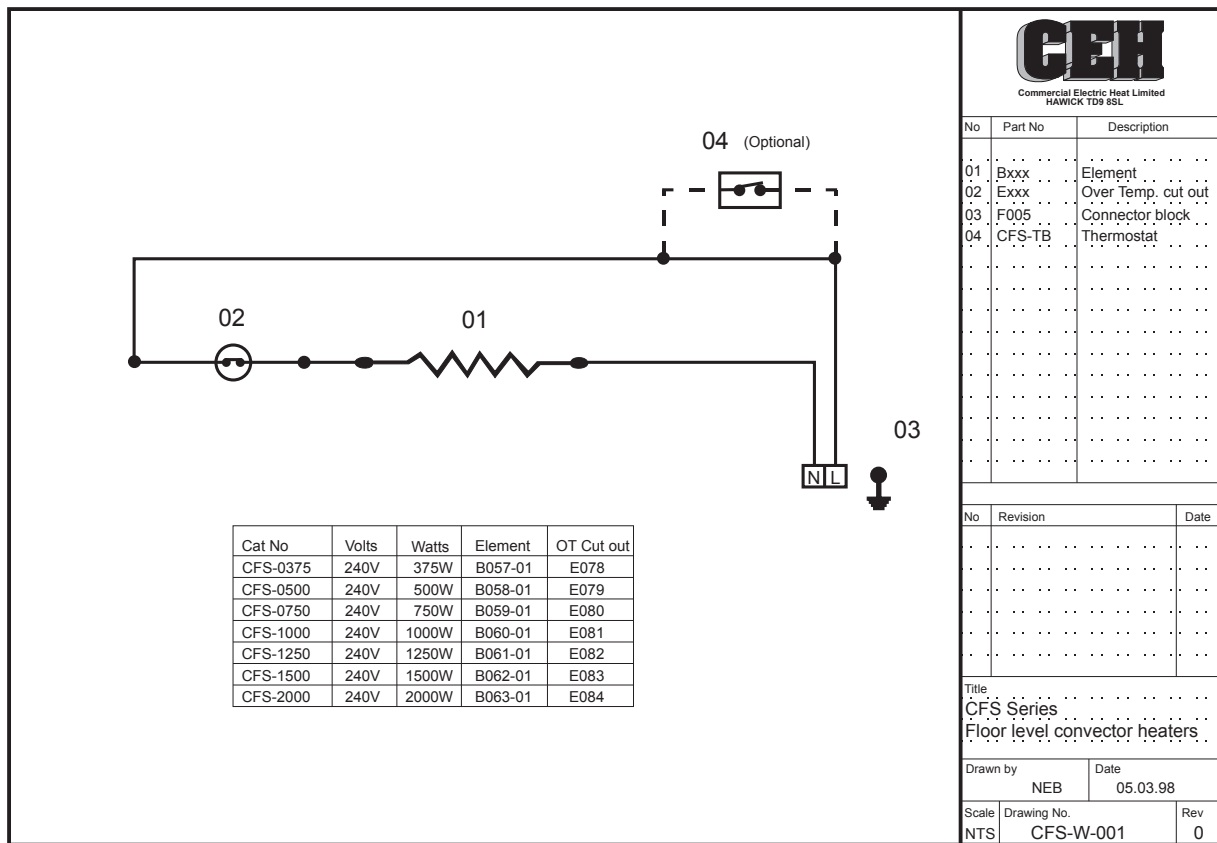 04 (Optional)
02
01
03
N L
Cat No Volts Watts Element OT Cut out
CFS-0375 240V 375W B057-01 E078
CFS-0500 240V 500W B058-01 E079
CFS-0750 240V 750W B059-01 E080
CFS-1000 240V 1000W B060-01 E081
CFS-1250 240V 1250W B061-01 E082
CFS-1500 240V 1500W B062-01 E083
CFS-2000 240V 2000W B063-01 E084
CEH
Commercial Electric Heat Limited
HAWICK TD9 8SL
No Part No Description
01 Bxxx Element
02 Exxx Over Temp. cut out
03 F005 Connector block
04 CFS-TB Thermostat
No Revision Date
Title
CFS Series
Floor level convector heaters
Drawn by Date
NEB 05.03.98
Scale Drawing No. Rev
NTS CFS-W-001 0